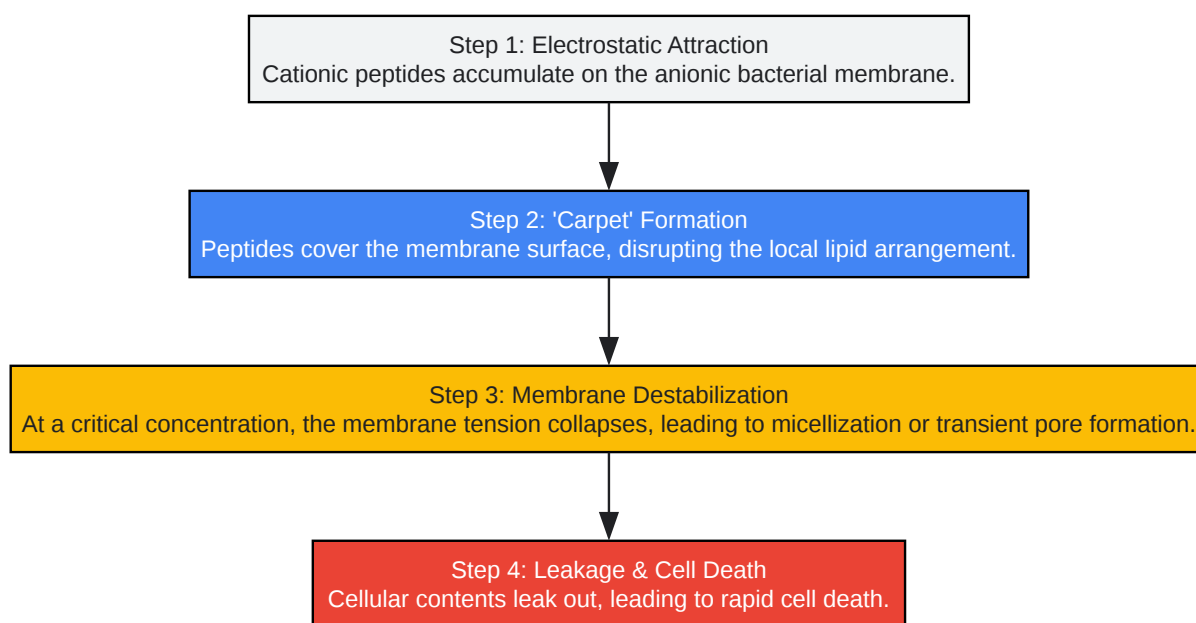 Step 1: Electrostatic Attraction
Cationic peptides accumulate on the anionic bacterial membrane.
Step 2: 'Carpet' Formation
Peptides cover the membrane surface, disrupting the local lipid arrangement.
Step 3: Membrane Destabilization
At a critical concentration, the membrane tension collapses, leading to micellization or transient pore formation.
Step 4: Leakage & Cell Death
Cellular contents leak out, leading to rapid cell death.